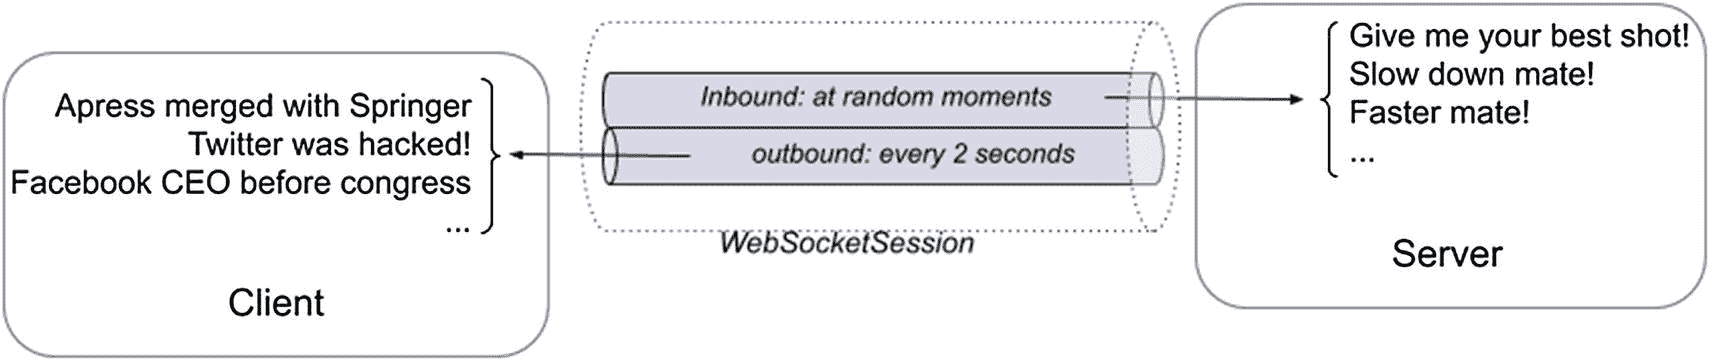 Apress merged with Springer
Twitter was hacked!
Facebook CEO before congress
...
Client
Inbound: at random moments
outbound: every 2 seconds
WebSocketSession
Give me your best shot!
Slow down mate!
Faster mate!
...
Server